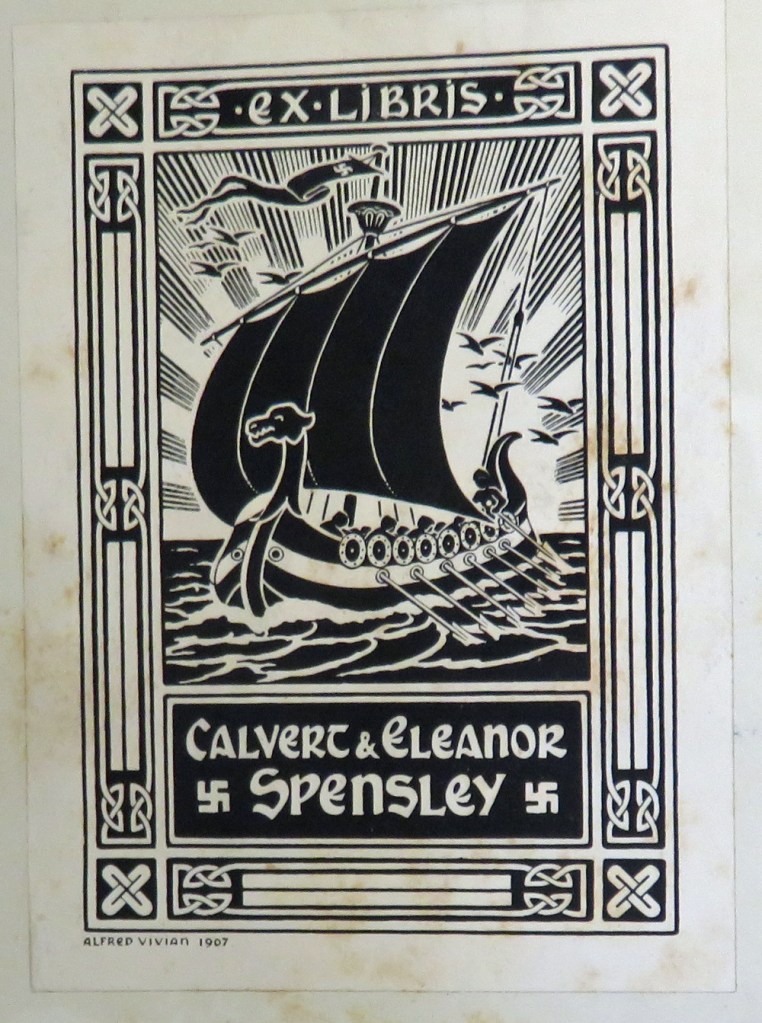 ·EX·LIBRIS·
CALVERT & ELEANOR
SPENSLEY
ALFRED VIVIAN 1907